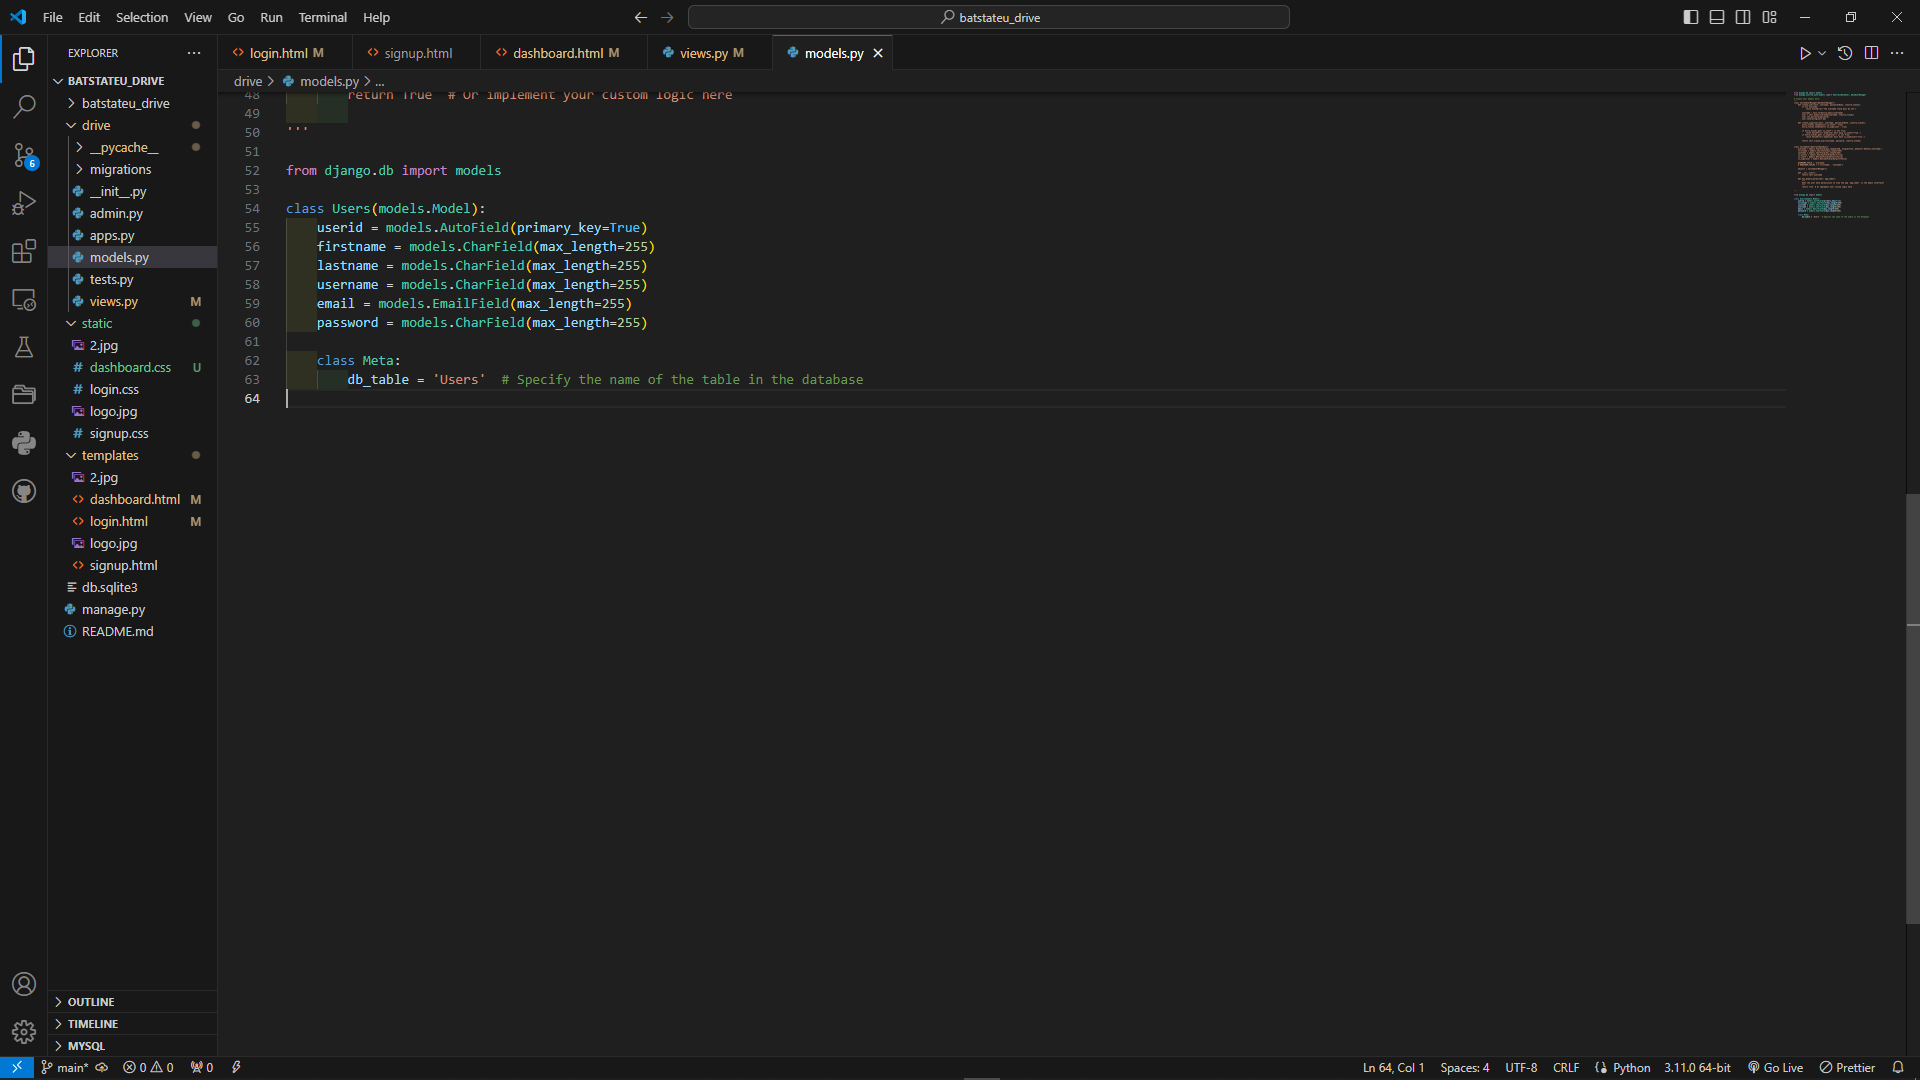 File Edit Selection View Go Run Terminal Help
batstateu_drive
EXPLORER
BATSTATEU_DRIVE
batstateu_drive
drive
__pycache__
migrations
__init__.py
admin.py
apps.py
models.py
tests.py
views.py M
static
2.jpg
dashboard.css U
login.css
logo.jpg
signup.css
templates
2.jpg
dashboard.html M
login.html M
logo.jpg
signup.html
db.sqlite3
manage.py
README.md
OUTLINE
TIMELINE
MYSQL
6
login.html M signup.html dashboard.html M views.py M models.py
drive > models.py > ...
48 return True # Or implement your custom logic here
49
50 '''
51
52 from django.db import models
53
54 class Users(models.Model):
55 userid = models.AutoField(primary_key=True)
56 firstname = models.CharField(max_length=255)
57 lastname = models.CharField(max_length=255)
58 username = models.CharField(max_length=255)
59 email = models.EmailField(max_length=255)
60 password = models.CharField(max_length=255)
61
62 class Meta:
63 db_table = 'Users' # Specify the name of the table in the database
64
main* 0 0 0 Ln 64, Col 1 Spaces: 4 UTF-8 CRLF Python 3.11.0 64-bit Go Live Prettier